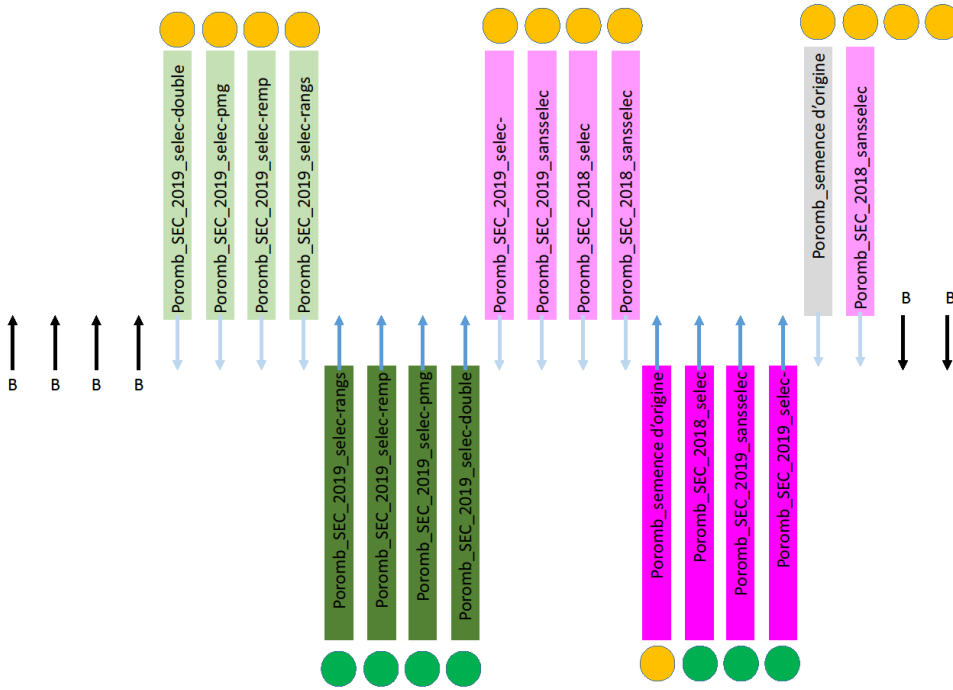 Poromb_SEC_2019_selec-double
Poromb_SEC_2019_selec-pmg
Poromb_SEC_2019_selec-remp
Poromb_SEC_2019_selec-rangs
Poromb_SEC_2019_selec-
Poromb_SEC_2019_sansselec
Poromb_SEC_2018_selec
Poromb_SEC_2018_sansselec
Poromb_semence d’origine
Poromb_SEC_2018_sansselec
B
B
B
B
B
B
Poromb_SEC_2019_selec-rangs
Poromb_SEC_2019_selec-remp
Poromb_SEC_2019_selec-pmg
Poromb_SEC_2019_selec-double
Poromb_semence d’origine
Poromb_SEC_2018_selec
Poromb_SEC_2019_sansselec
Poromb_SEC_2019_selec-